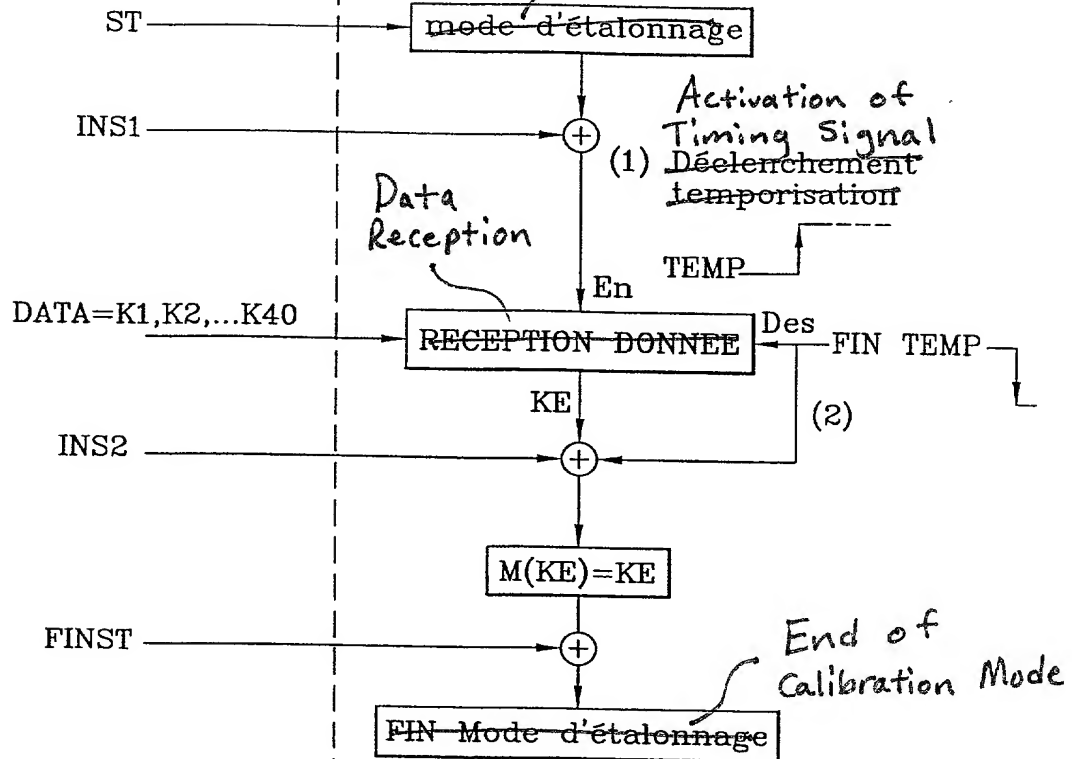 ST
mode d'étalonnage
INS1
Activation of
Timing Signal
(1) Déclenchement
temporisation
Data
Reception
TEMP
En
DATA=K1,K2,...K40
RECEPTION DONNEE
Des
FIN TEMP
KE
(2)
INS2
M(KE)=KE
FINST
End of
Calibration Mode
FIN Mode d'étalonnage